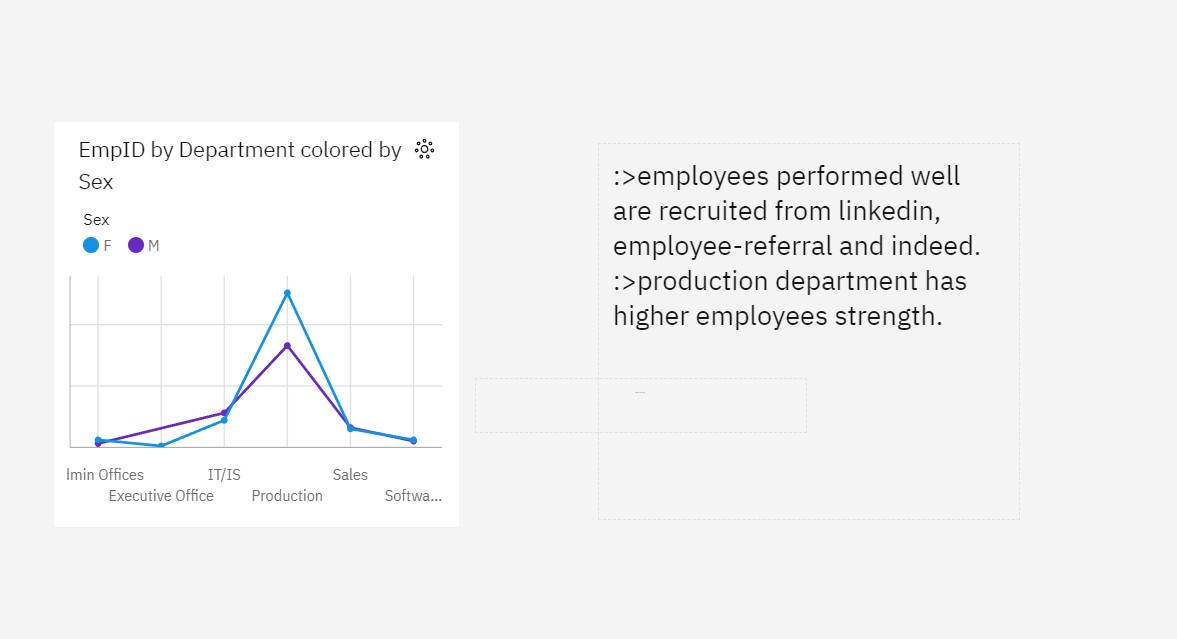 EmpID by Department colored by
Sex
Sex
F M
lmin Offices
IT/IS
Sales
Executive Office
Production
Softwa...
:>employees performed well
are recruited from linkedin,
employee-referral and indeed.
:>production department has
higher employees strength.